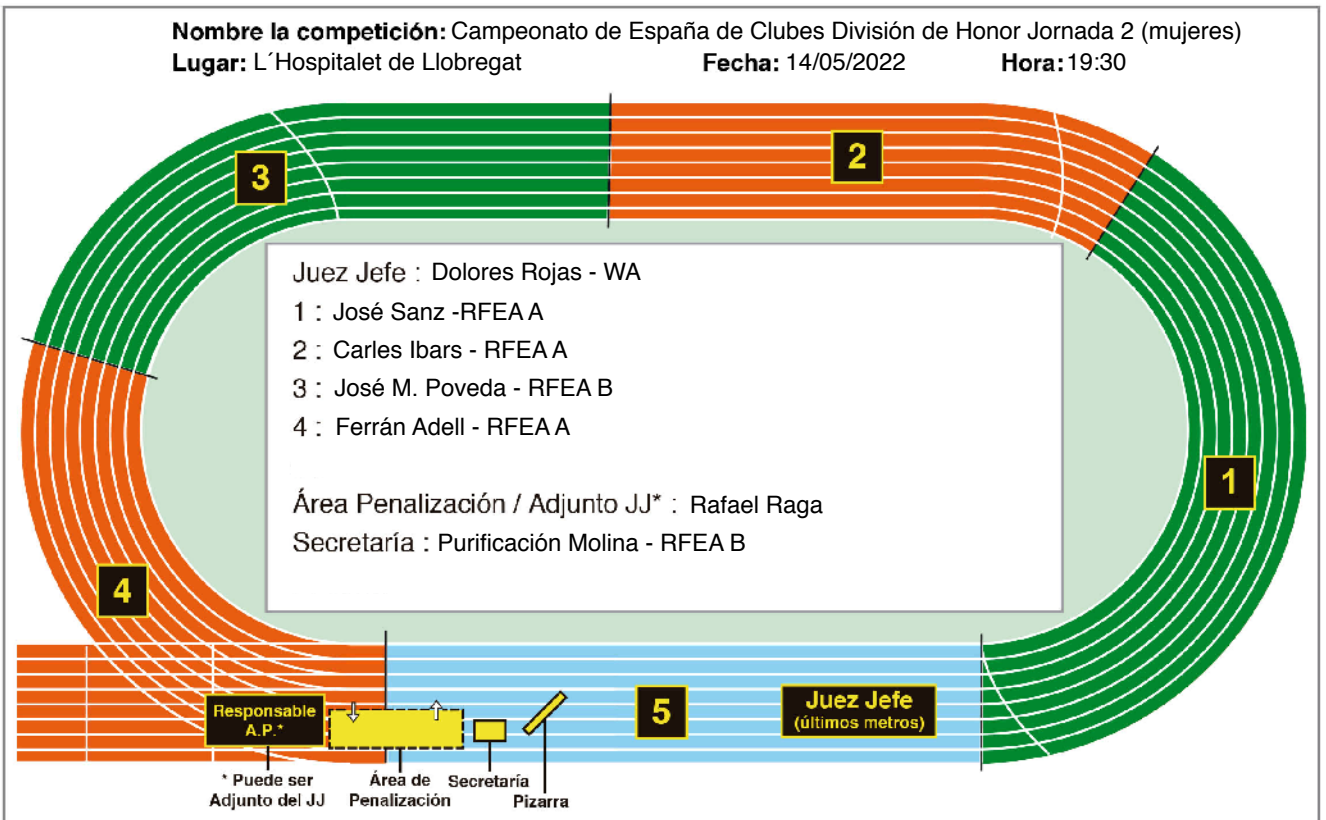 Nombre la competición: Campeonato de España de Clubes División de Honor Jornada 2 (mujeres)
Lugar: L´Hospitalet de Llobregat Fecha: 14/05/2022 Hora: 19:30
3
2
Juez Jefe : Dolores Rojas - WA
1 : José Sanz -RFEA A
2 : Carles Ibars - RFEA A
3 : José M. Poveda - RFEA B
4 : Ferrán Adell - RFEA A
Área Penalización / Adjunto JJ* : Rafael Raga
Secretaría : Purificación Molina - RFEA B
1
4
Responsable
A.P.*
5
Juez Jefe
(últimos metros)
* Puede ser
Adjunto del JJ
Área de
Penalización
Secretaría
Pizarra